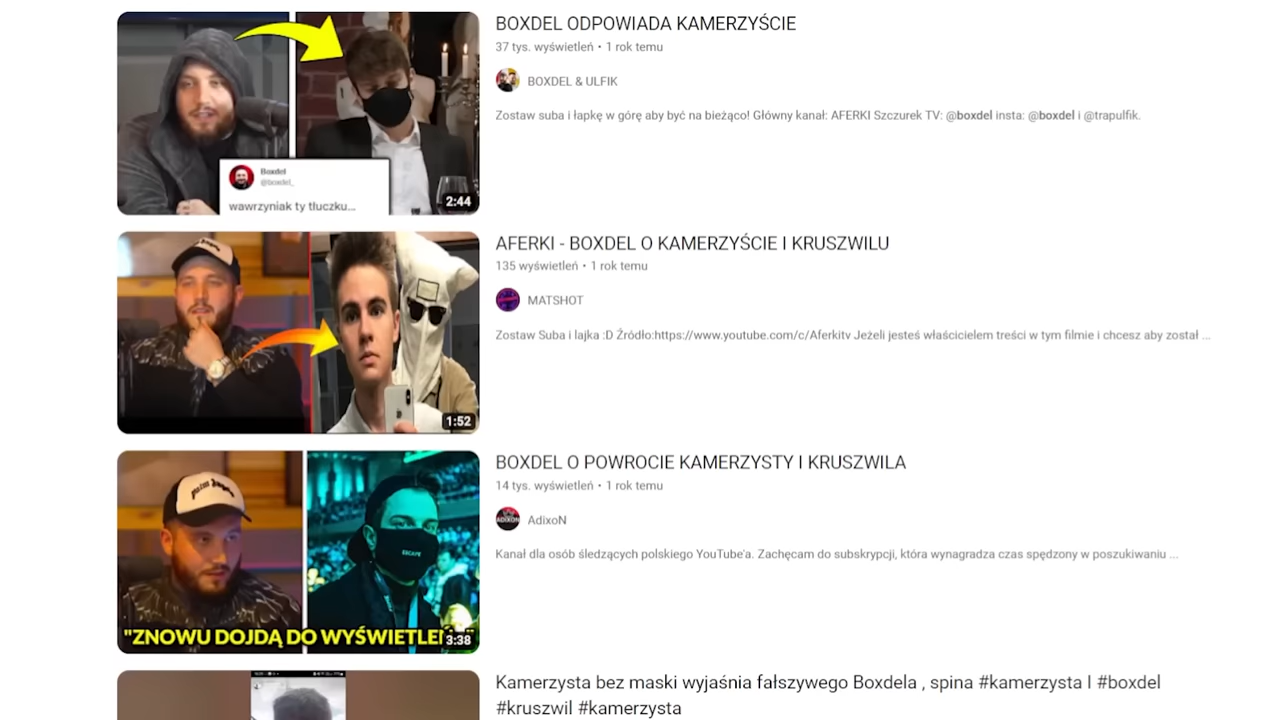 BOXDEL ODPOWIADA KAMERZYŚCIE
37 tys. wyświetleń • 1 rok temu
BOXDEL & ULFIK
Zostaw suba i łapkę w górę aby być na bieżąco! Główny kanał: AFERKI Szczurek TV: @boxdel insta: @boxdel i @trapulfik.
Boxdel
@boxdel_
wawrzyniak ty tłuczku...
2:44
AFERKI - BOXDEL O KAMERZYŚCIE I KRUSZWILU
135 wyświetleń • 1 rok temu
MATSHOT
Zostaw Suba i lajka :D Źródło:https://www.youtube.com/c/Aferkitv Jeżeli jesteś właścicielem treści w tym filmie i chcesz aby został ...
1:52
BOXDEL O POWROCIE KAMERZYSTY I KRUSZWILA
14 tys. wyświetleń • 1 rok temu
ADIXON
AdixoN
Kanał dla osób śledzących polskiego YouTube'a. Zachęcam do subskrypcji, która wynagradza czas spędzony w poszukiwaniu ...
ESCAPE
"ZNOWU DOJDĄ DO
3:38
Kamerzysta bez maski wyjaśnia fałszywego Boxdela , spina #kamerzysta I #boxdel
#kruszwil #kamerzysta